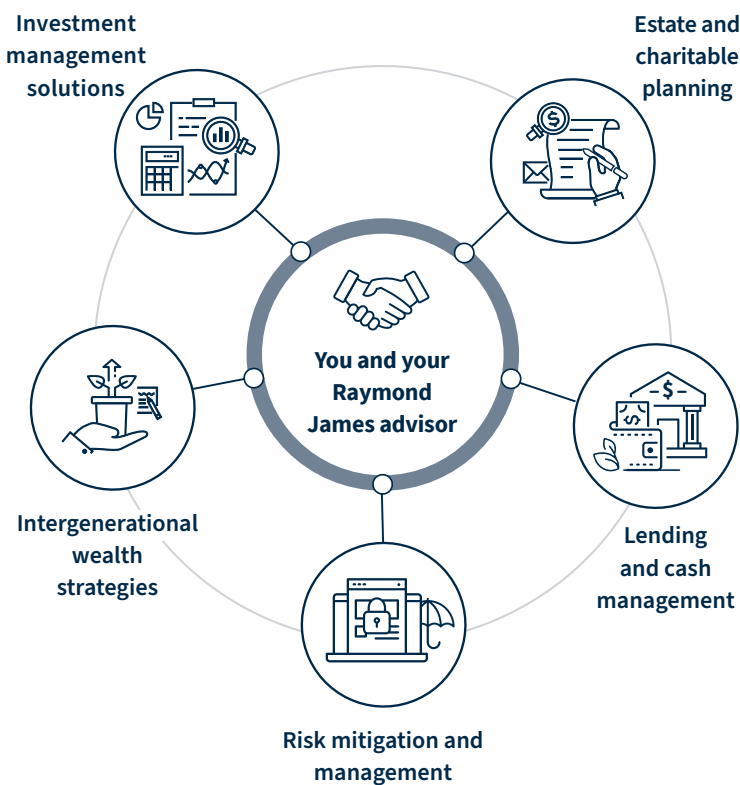 Investment
management
solutions
Estate and
charitable
planning
$
You and your
Raymond
James advisor
$
$
Intergenerational
wealth
strategies
Lending
and cash
management
Risk mitigation and
management